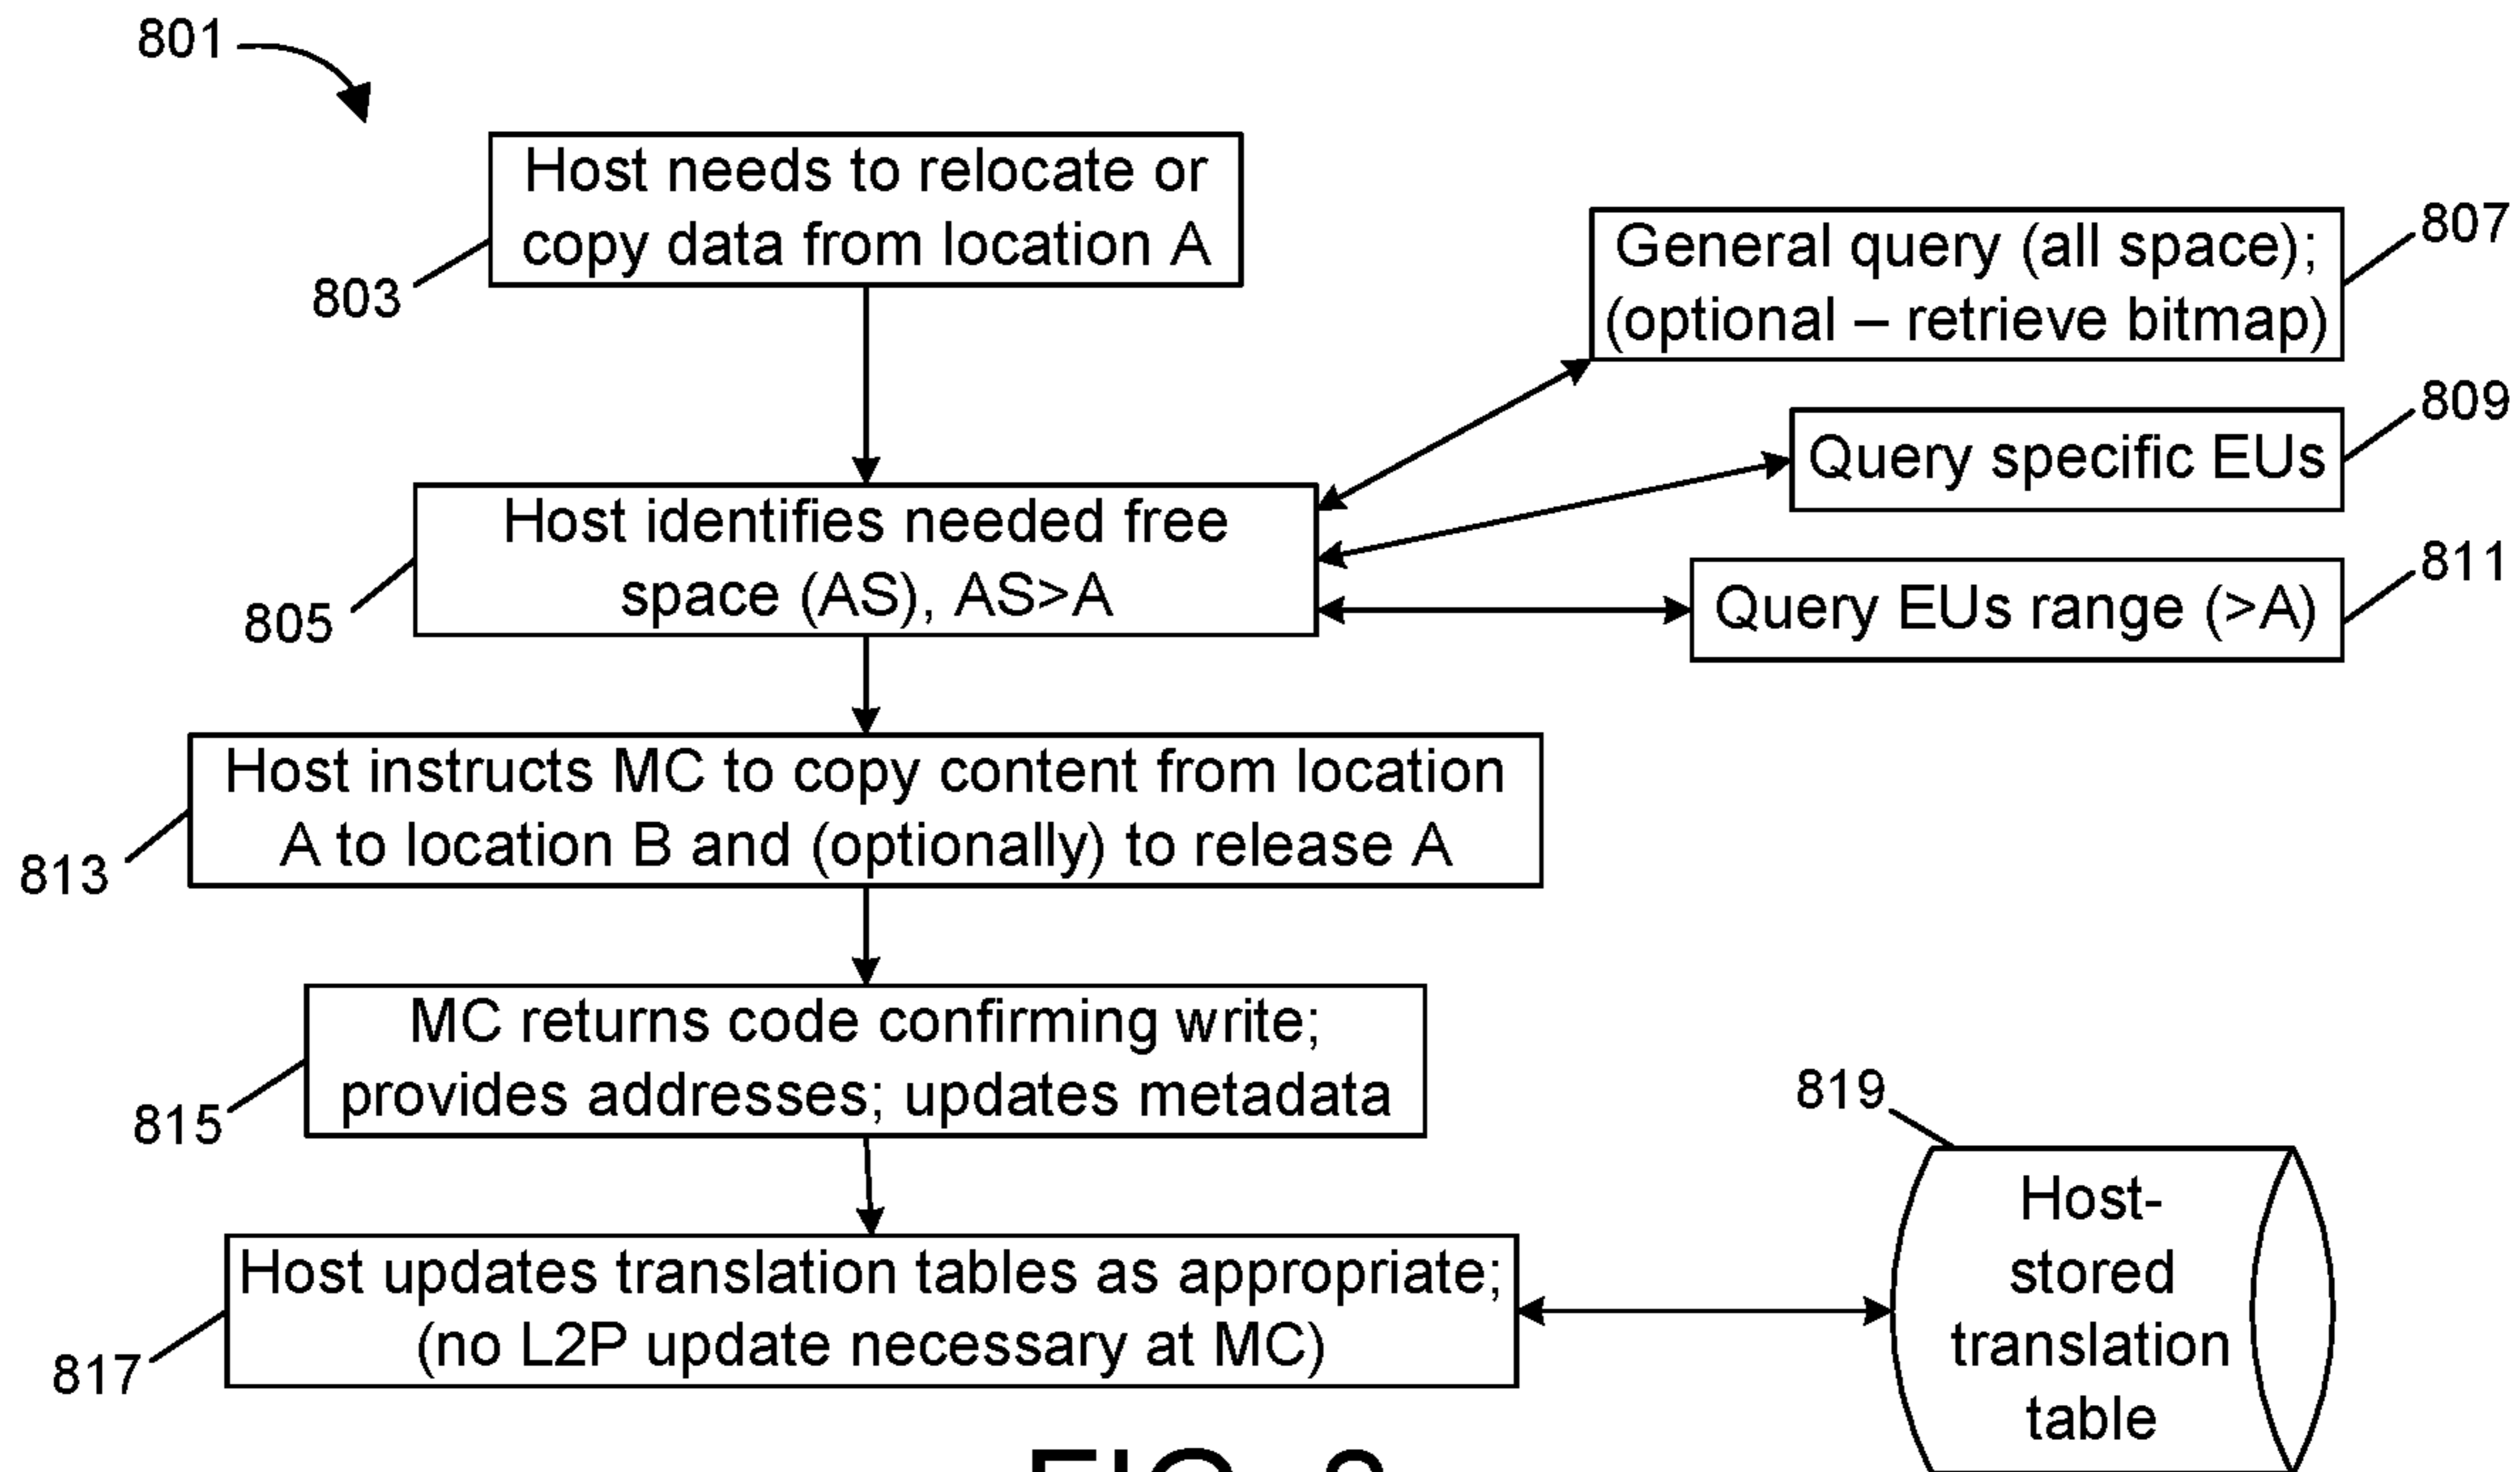 801
Host needs to relocate or
copy data from location A
803
General query (all space);
(optional – retrieve bitmap)
807
Query specific EUs
809
Host identifies needed free
space (AS), AS>A
805
Query EUs range (>A)
811
Host instructs MC to copy content from location
A to location B and (optionally) to release A
813
MC returns code confirming write;
provides addresses; updates metadata
815
819
Host updates translation tables as appropriate;
(no L2P update necessary at MC)
817
Host-
stored
translation
table